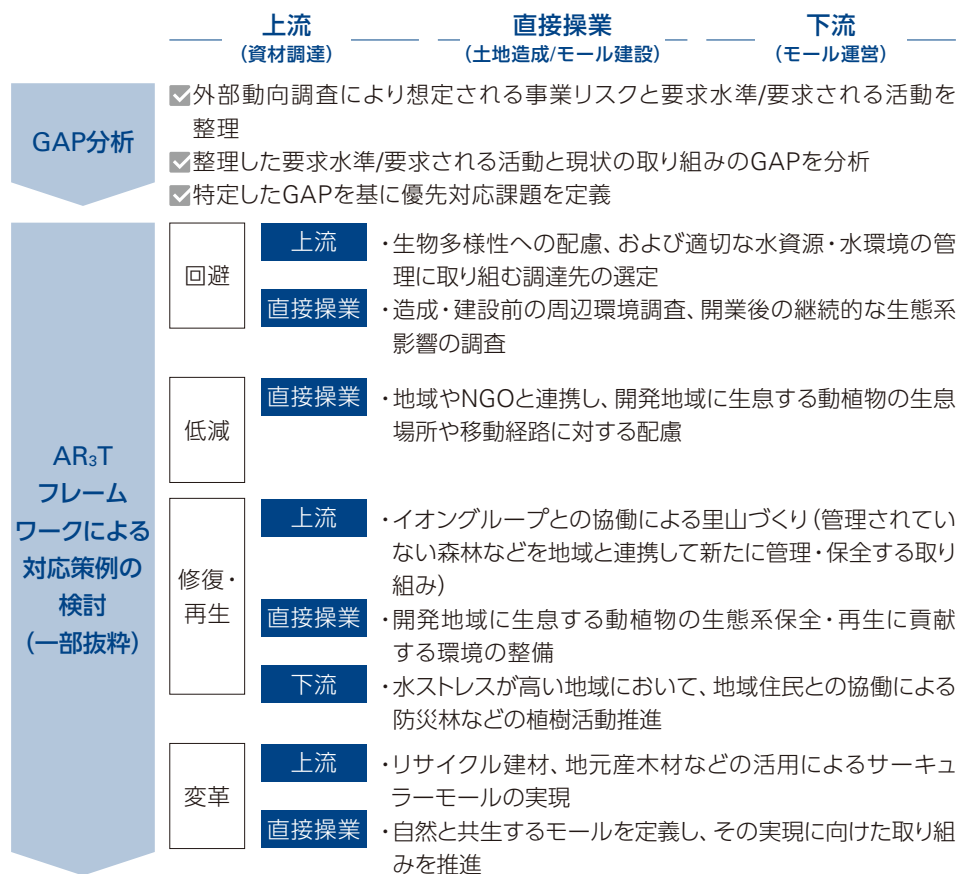 上流
(資材調達)
直接操業
(土地造成/モール建設)
下流
(モール運営)
GAP分析
外部動向調査により想定される事業リスクと要求水準/要求される活動を
整理
整理した要求水準/要求される活動と現状の取り組みのGAPを分析
特定したGAPを基に優先対応課題を定義
AR₃T
フレーム
ワークによる
対応策例の
検討
(一部抜粋)
回避
上流
・生物多様性への配慮、および適切な水資源・水環境の管
理に取り組む調達先の選定
直接操業
・造成・建設前の周辺環境調査、開業後の継続的な生態系
影響の調査
低減
直接操業
・地域やNGOと連携し、開発地域に生息する動植物の生息
場所や移動経路に対する配慮
修復・
再生
上流
・イオングループとの協働による里山づくり(管理されてい
ない森林などを地域と連携して新たに管理・保全する取り
組み)
直接操業
・開発地域に生息する動植物の生態系保全・再生に貢献
する環境の整備
下流
・水ストレスが高い地域において、地域住民との協働による
防災林などの植樹活動推進
変革
上流
・リサイクル建材、地元産木材などの活用によるサーキュ
ラーモールの実現
直接操業
・自然と共生するモールを定義し、その実現に向けた取り組
みを推進